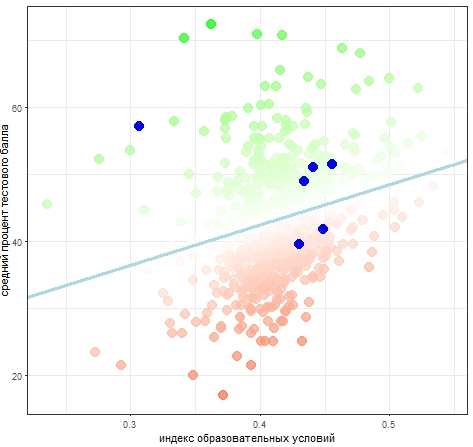 средний процент тестового балла
60
40
20
0.3 0.4 0.5
индекс образовательных условий